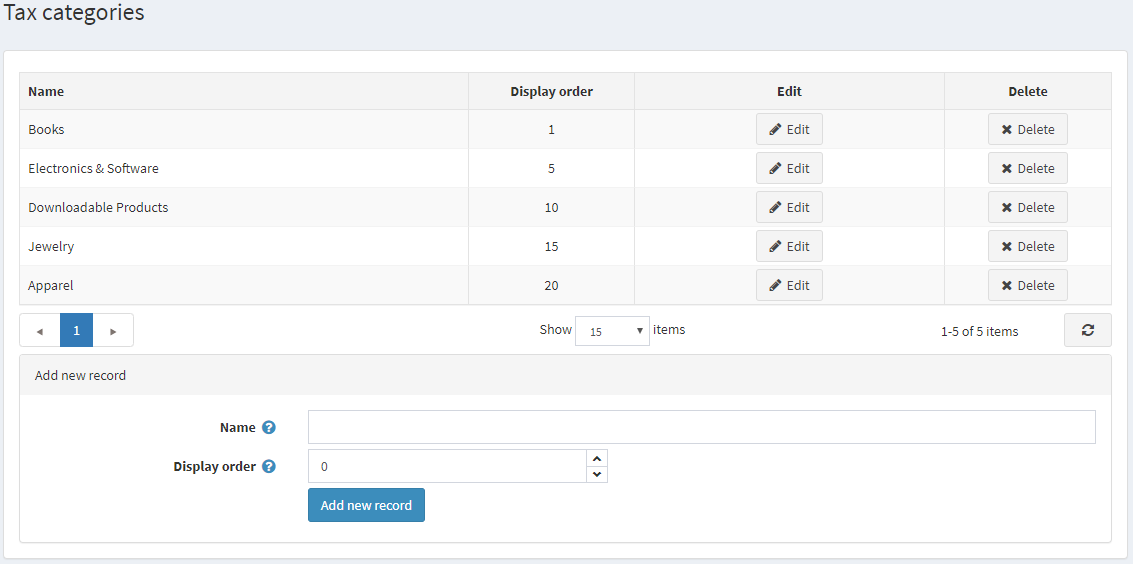 Tax categories
Name Display order Edit Delete
Books 1 Edit Delete
Electronics & Software 5 Edit Delete
Downloadable Products 10 Edit Delete
Jewelry 15 Edit Delete
Apparel 20 Edit Delete
1 Show 15 items 1-5 of 5 items
Add new record
Name ?
Display order ? 0
Add new record